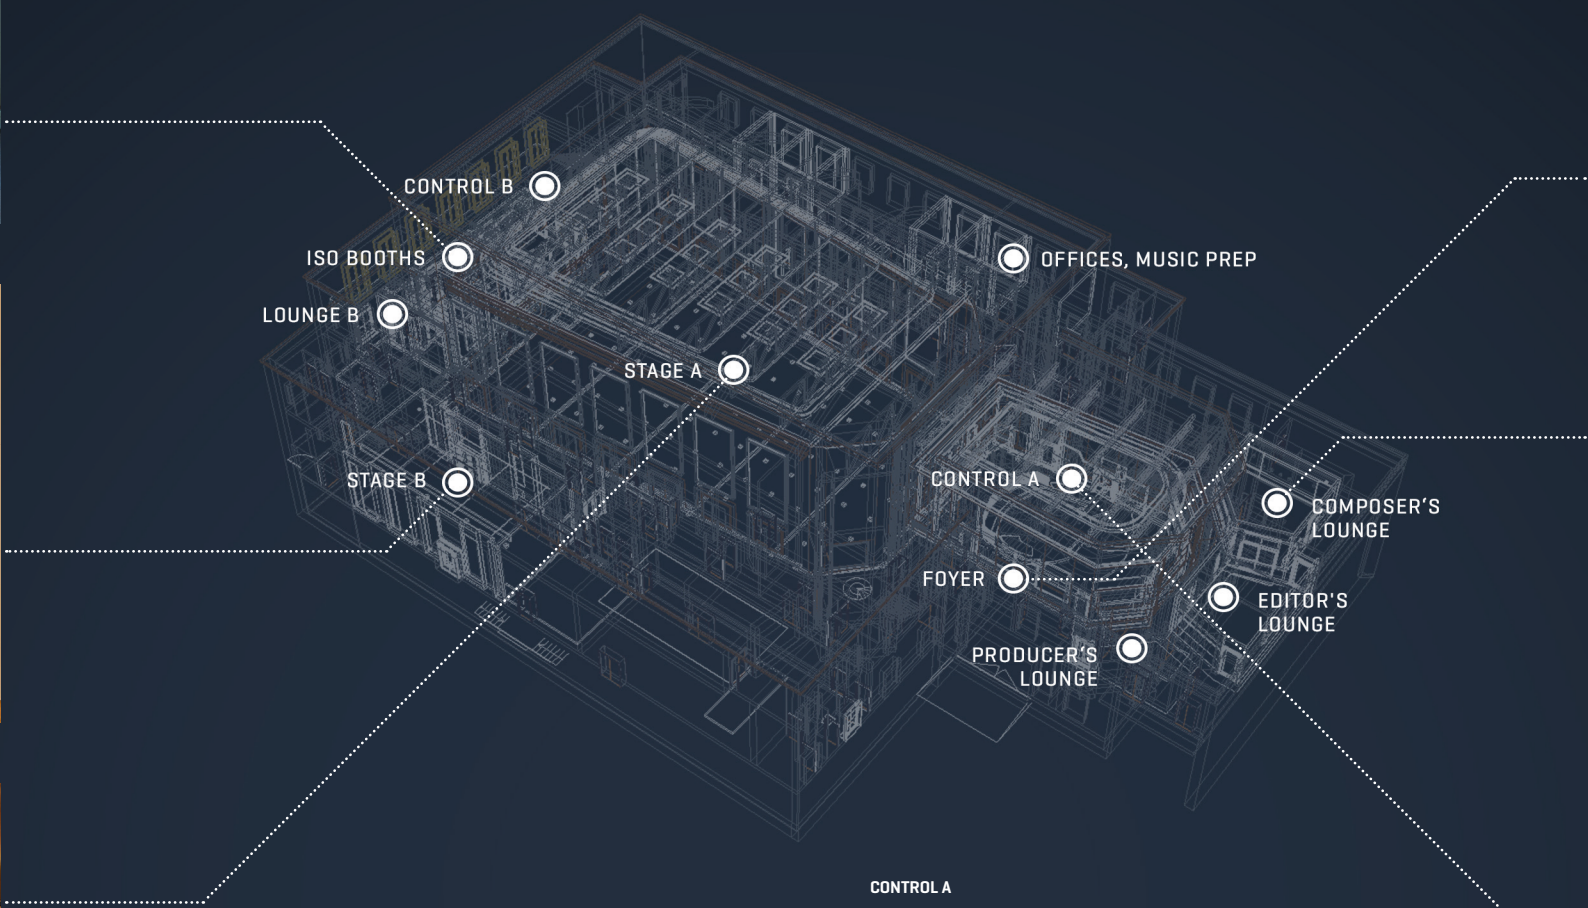 CONTROL B
ISO BOOTHS
OFFICES, MUSIC PREP
LOUNGE B
STAGE A
STAGE B
CONTROL A
COMPOSER'S
LOUNGE
FOYER
EDITOR'S
LOUNGE
PRODUCER'S
LOUNGE
CONTROL A